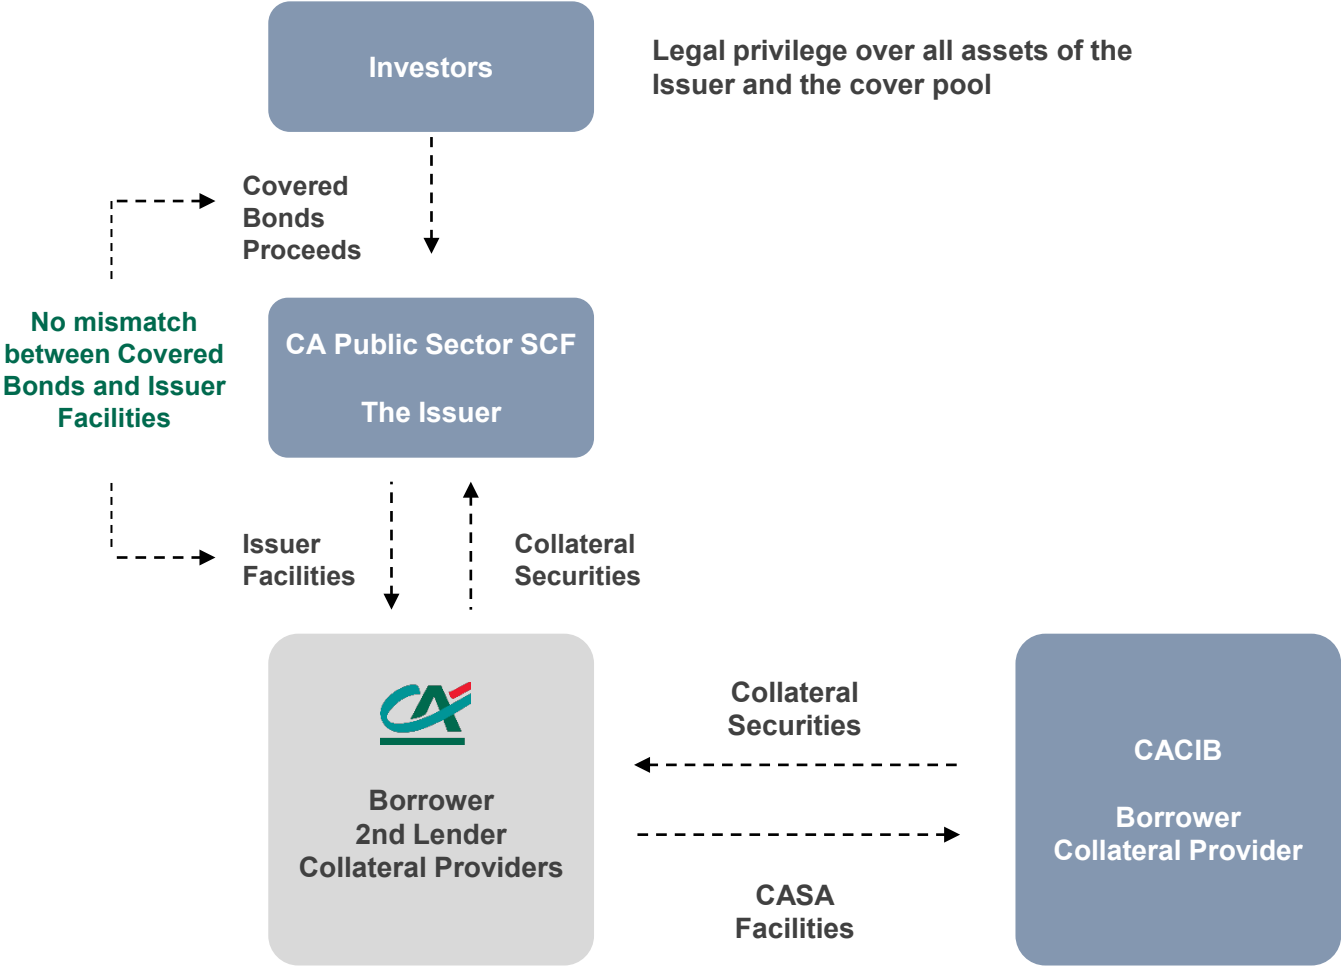 Investors
Legal privilege over all assets of the
Issuer and the cover pool
Covered
Bonds
Proceeds
No mismatch
between Covered
Bonds and Issuer
Facilities
CA Public Sector SCF
The Issuer
Issuer
Facilities
Collateral
Securities
CA
Borrower
2nd Lender
Collateral Providers
Collateral
Securities
CASA
Facilities
CACIB
Borrower
Collateral Provider